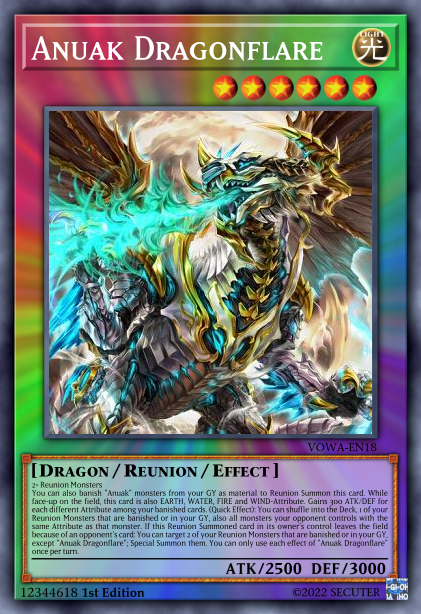 ANUAK DRAGONFLARE
LIGHT
光
VOWA-EN18
[DRAGON / REUNION / EFFECT]
2+ Reunion Monsters
You can also banish "Anuak" monsters from your GY as material to Reunion Summon this card. While
face-up on the field, this card is also EARTH, WATER, FIRE and WIND-Attribute. Gains 300 ATK/DEF for
each different Attribute among your banished cards. (Quick Effect): You can shuffle into the Deck, 1 of your
Reunion Monsters that are banished or in your GY, also all monsters your opponent controls with the
same Attribute as that monster. If this Reunion Summoned card in its owner's control leaves the field
because of an opponent's card: You can target 2 of your Reunion Monsters that are banished or in your GY,
except "Anuak Dragonflare"; Special Summon them. You can only use each effect of "Anuak Dragonflare"
once per turn.
ATK/2500 DEF/3000
12344618 1st Edition
©2022 SECUTER